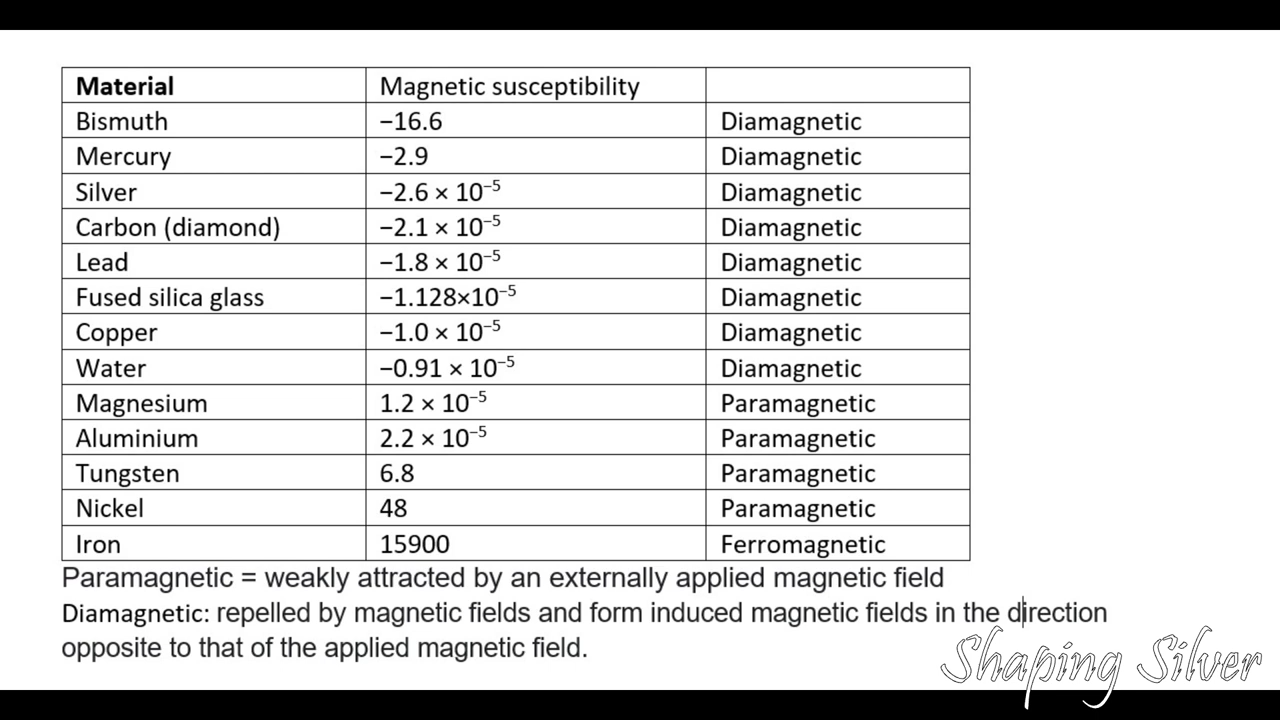 Material Magnetic susceptibility
Bismuth −16.6 Diamagnetic
Mercury −2.9 Diamagnetic
Silver −2.6 × 10⁻⁵ Diamagnetic
Carbon (diamond) −2.1 × 10⁻⁵ Diamagnetic
Lead −1.8 × 10⁻⁵ Diamagnetic
Fused silica glass −1.128×10⁻⁵ Diamagnetic
Copper −1.0 × 10⁻⁵ Diamagnetic
Water −0.91 × 10⁻⁵ Diamagnetic
Magnesium 1.2 × 10⁻⁵ Paramagnetic
Aluminium 2.2 × 10⁻⁵ Paramagnetic
Tungsten 6.8 Paramagnetic
Nickel 48 Paramagnetic
Iron 15900 Ferromagnetic
Paramagnetic = weakly attracted by an externally applied magnetic field
Diamagnetic: repelled by magnetic fields and form induced magnetic fields in the direction
opposite to that of the applied magnetic field.
Shaping Silver